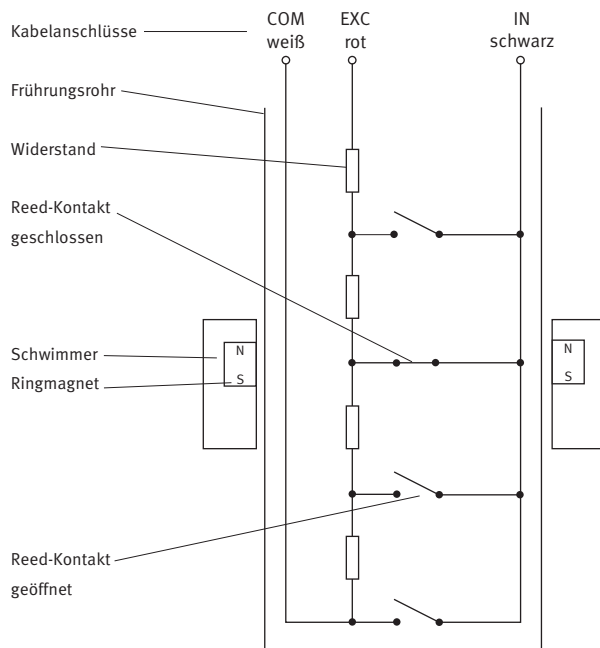 COM
weiß
EXC
rot
IN
schwarz
Kabelanschlüsse
Frührungsrohr
Widerstand
Reed-Kontakt
geschlossen
Schwimmer
Ringmagnet
N
S
N
S
Reed-Kontakt
geöffnet